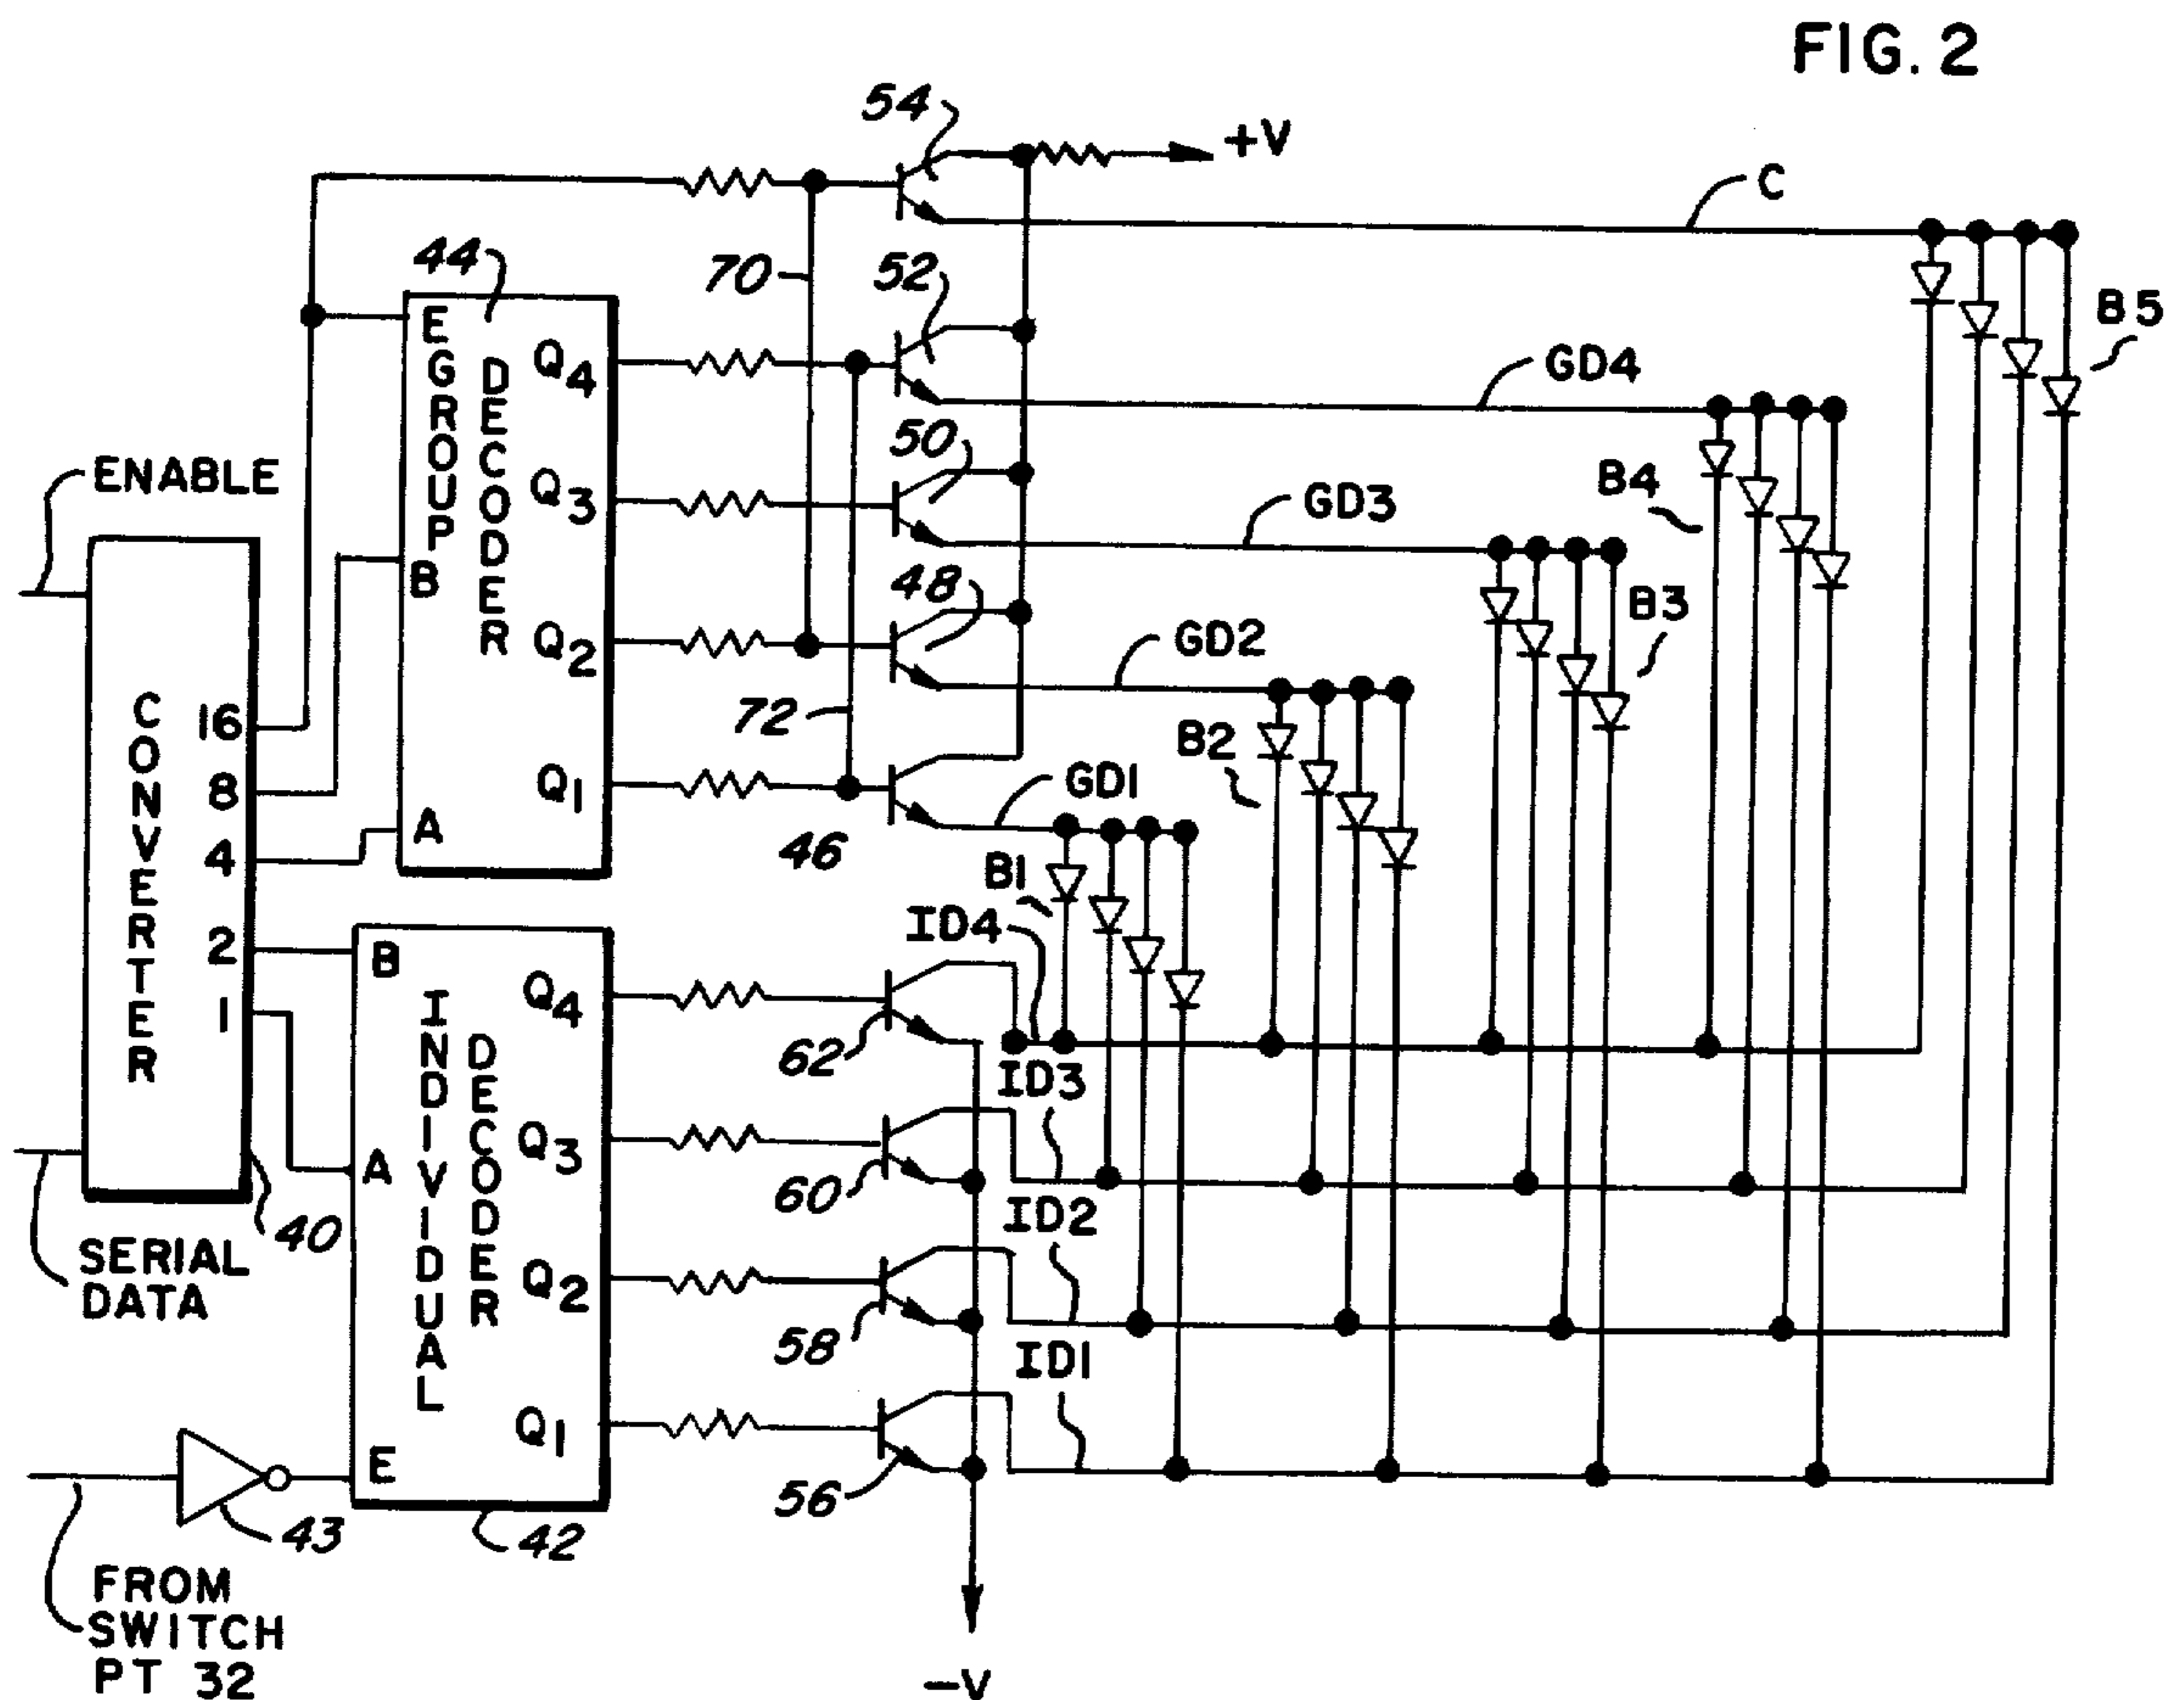 FIG. 2
54
+V
C
44
70
52
B5
E
GROUP
DECODER
Q4
GD4
ENABLE
50
B4
Q3
GD3
B
48
B3
Q2
GD2
CONVERTER
16
72
B2
8
Q1
GD1
4
A
46
B1
ID4
2
B
INDIVIDUAL
DECODER
Q4
1
62
ID3
A
Q3
60
40
ID2
SERIAL
DATA
Q2
58
ID1
Q1
E
56
43
42
FROM
SWITCH
PT 32
-V